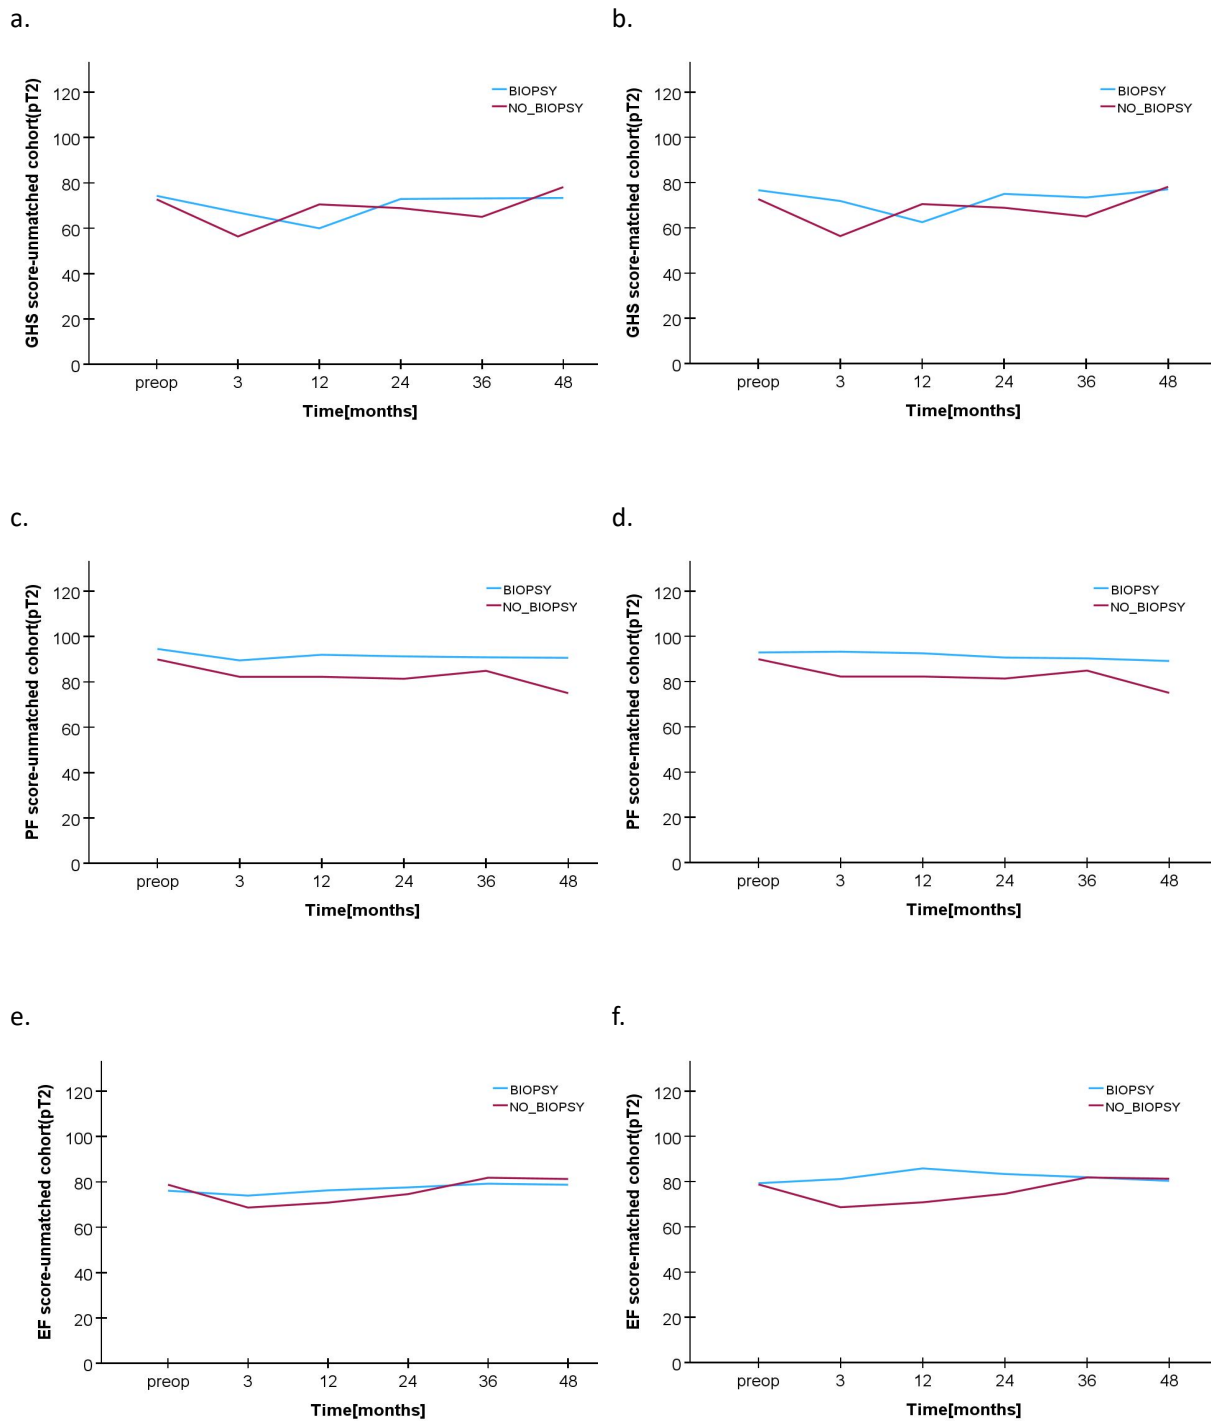 a.
GHS score-unmatched cohort(pT2)
120
100
80
60
40
20
0
BIOPSY
NO_BIOPSY
preop 3 12 24 36 48
Time[months]
b.
GHS score-matched cohort(pT2)
120
100
80
60
40
20
0
BIOPSY
NO_BIOPSY
preop 3 12 24 36 48
Time[months]
c.
PF score-unmatched cohort(pT2)
120
100
80
60
40
20
0
BIOPSY
NO_BIOPSY
preop 3 12 24 36 48
Time[months]
d.
PF score-matched cohort(pT2)
120
100
80
60
40
20
0
BIOPSY
NO_BIOPSY
preop 3 12 24 36 48
Time[months]
e.
EF score-unmatched cohort(pT2)
120
100
80
60
40
20
0
BIOPSY
NO_BIOPSY
preop 3 12 24 36 48
Time[months]
f.
EF score-matched cohort(pT2)
120
100
80
60
40
20
0
BIOPSY
NO_BIOPSY
preop 3 12 24 36 48
Time[months]